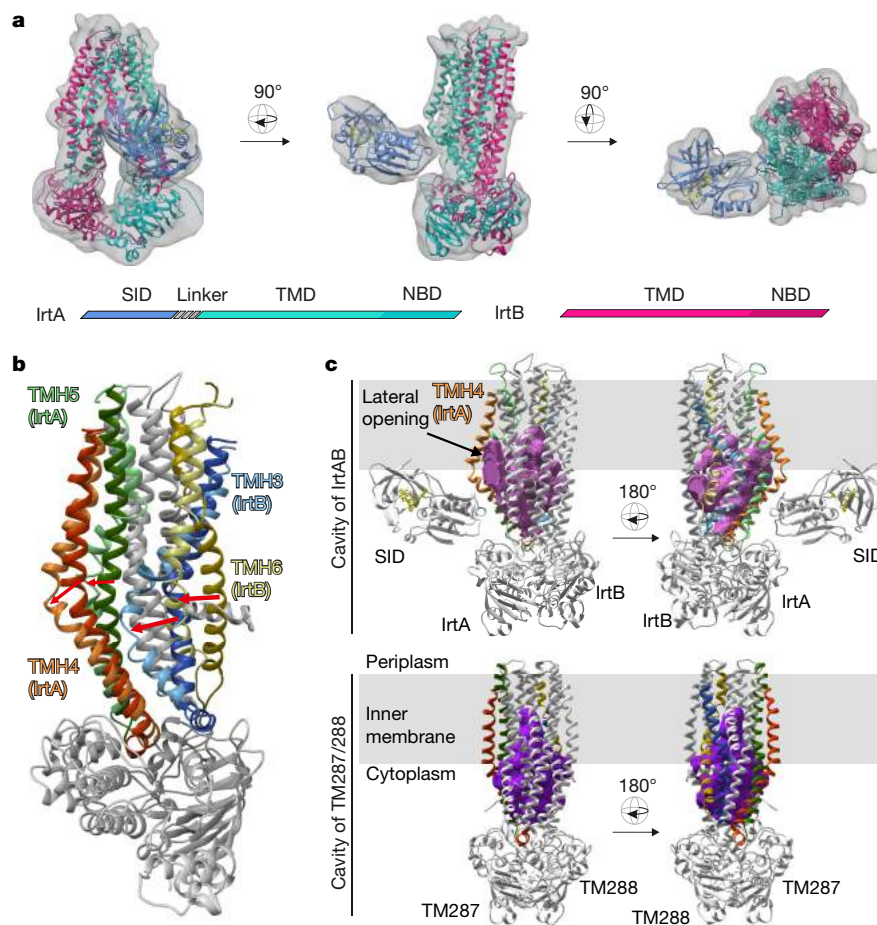 a
90°
90°
SID Linker TMD NBD TMD NBD
IrtA IrtB
b
TMH5
(IrtA)
TMH3
(IrtB)
TMH6
(IrtB)
TMH4
(IrtA)
c
Cavity of IrtAB
Lateral
opening
TMH4
(IrtA)
180°
SID
SID
IrtB
IrtA
IrtB
IrtA
Cavity of TM287/288
Periplasm
Inner
membrane
Cytoplasm
180°
TM288
TM287
TM287
TM288